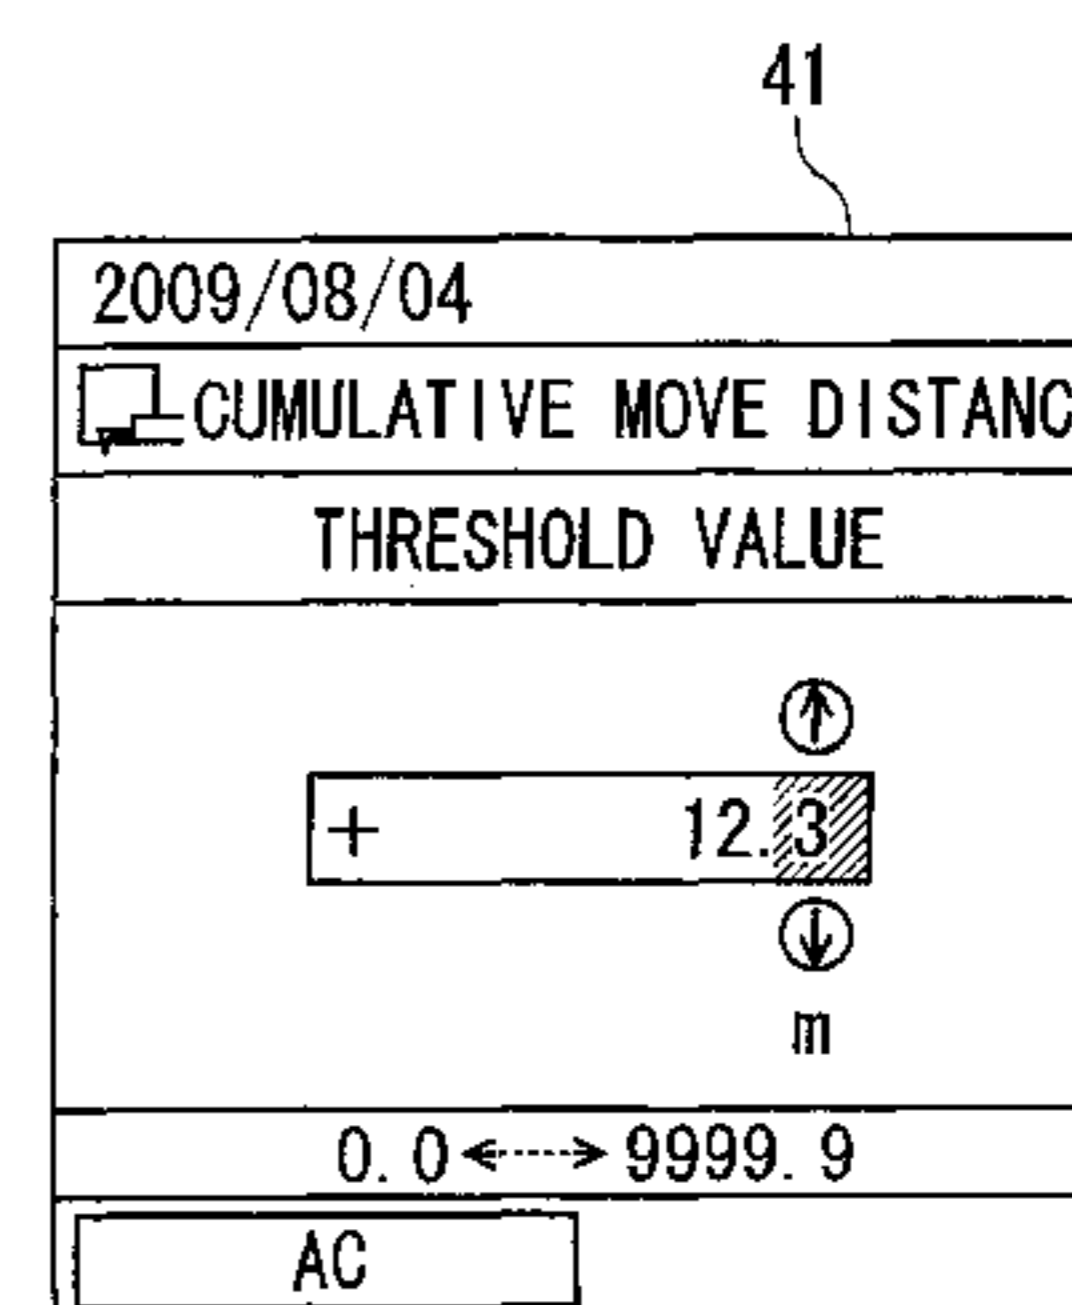 41
2009/08/04
CUMULATIVE MOVE DISTANC
THRESHOLD VALUE
+ 12.3
m
0.0 9999.9
AC